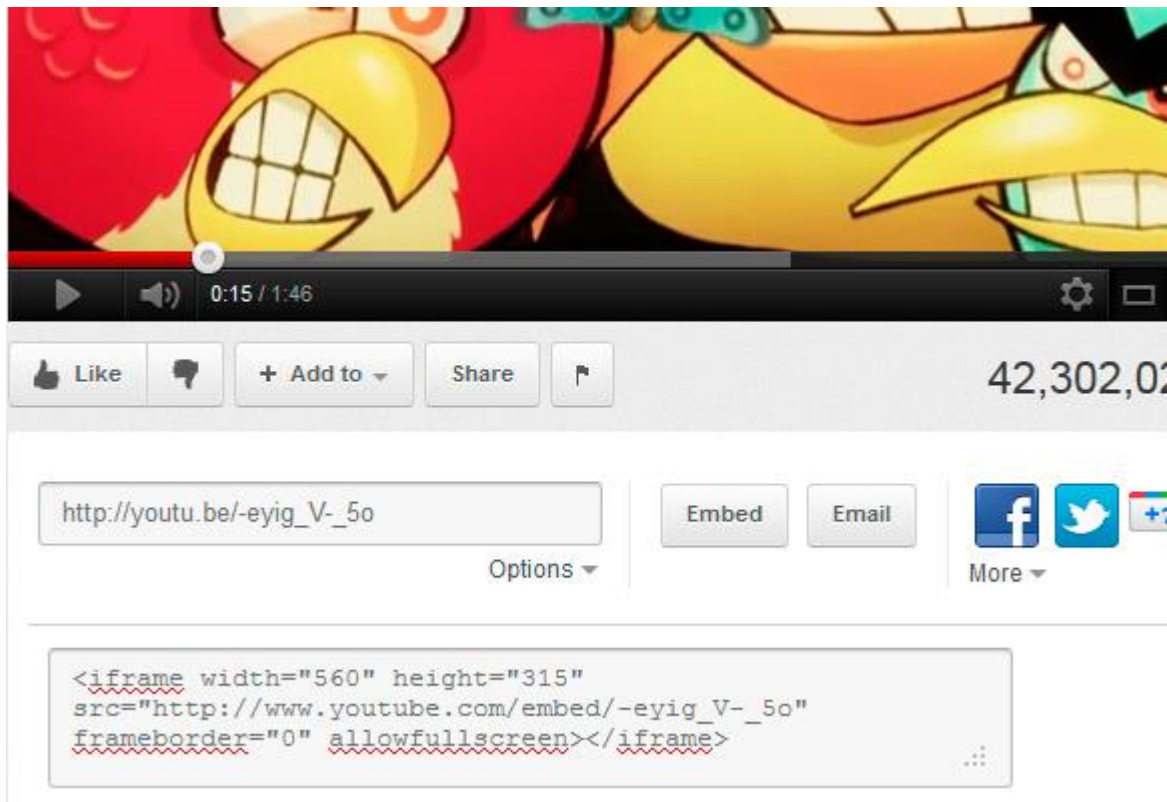 0:15 / 1:46
Like + Add to Share 42,302,02
http://youtu.be/-eyig_V-_5o Embed Email
Options More
<iframe width="560" height="315"
src="http://www.youtube.com/embed/-eyig_V-_5o"
frameborder="0" allowfullscreen></iframe>